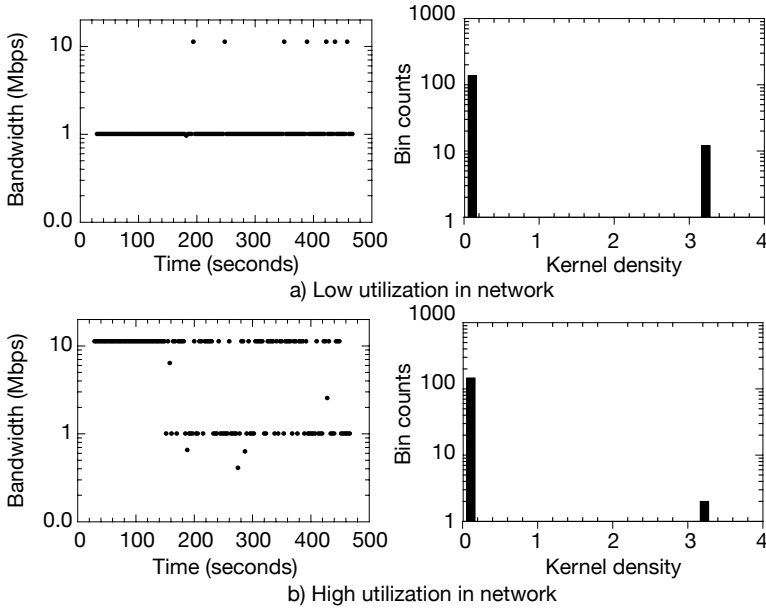 Bandwidth (Mbps)
10
1
0.0
0 100 200 300 400 500
Time (seconds)
Bin counts
1000
100
10
1
0 1 2 3 4
Kernel density
a) Low utilization in network
Bandwidth (Mbps)
10
1
0.0
0 100 200 300 400 500
Time (seconds)
Bin counts
1000
100
10
1
0 1 2 3 4
Kernel density
b) High utilization in network